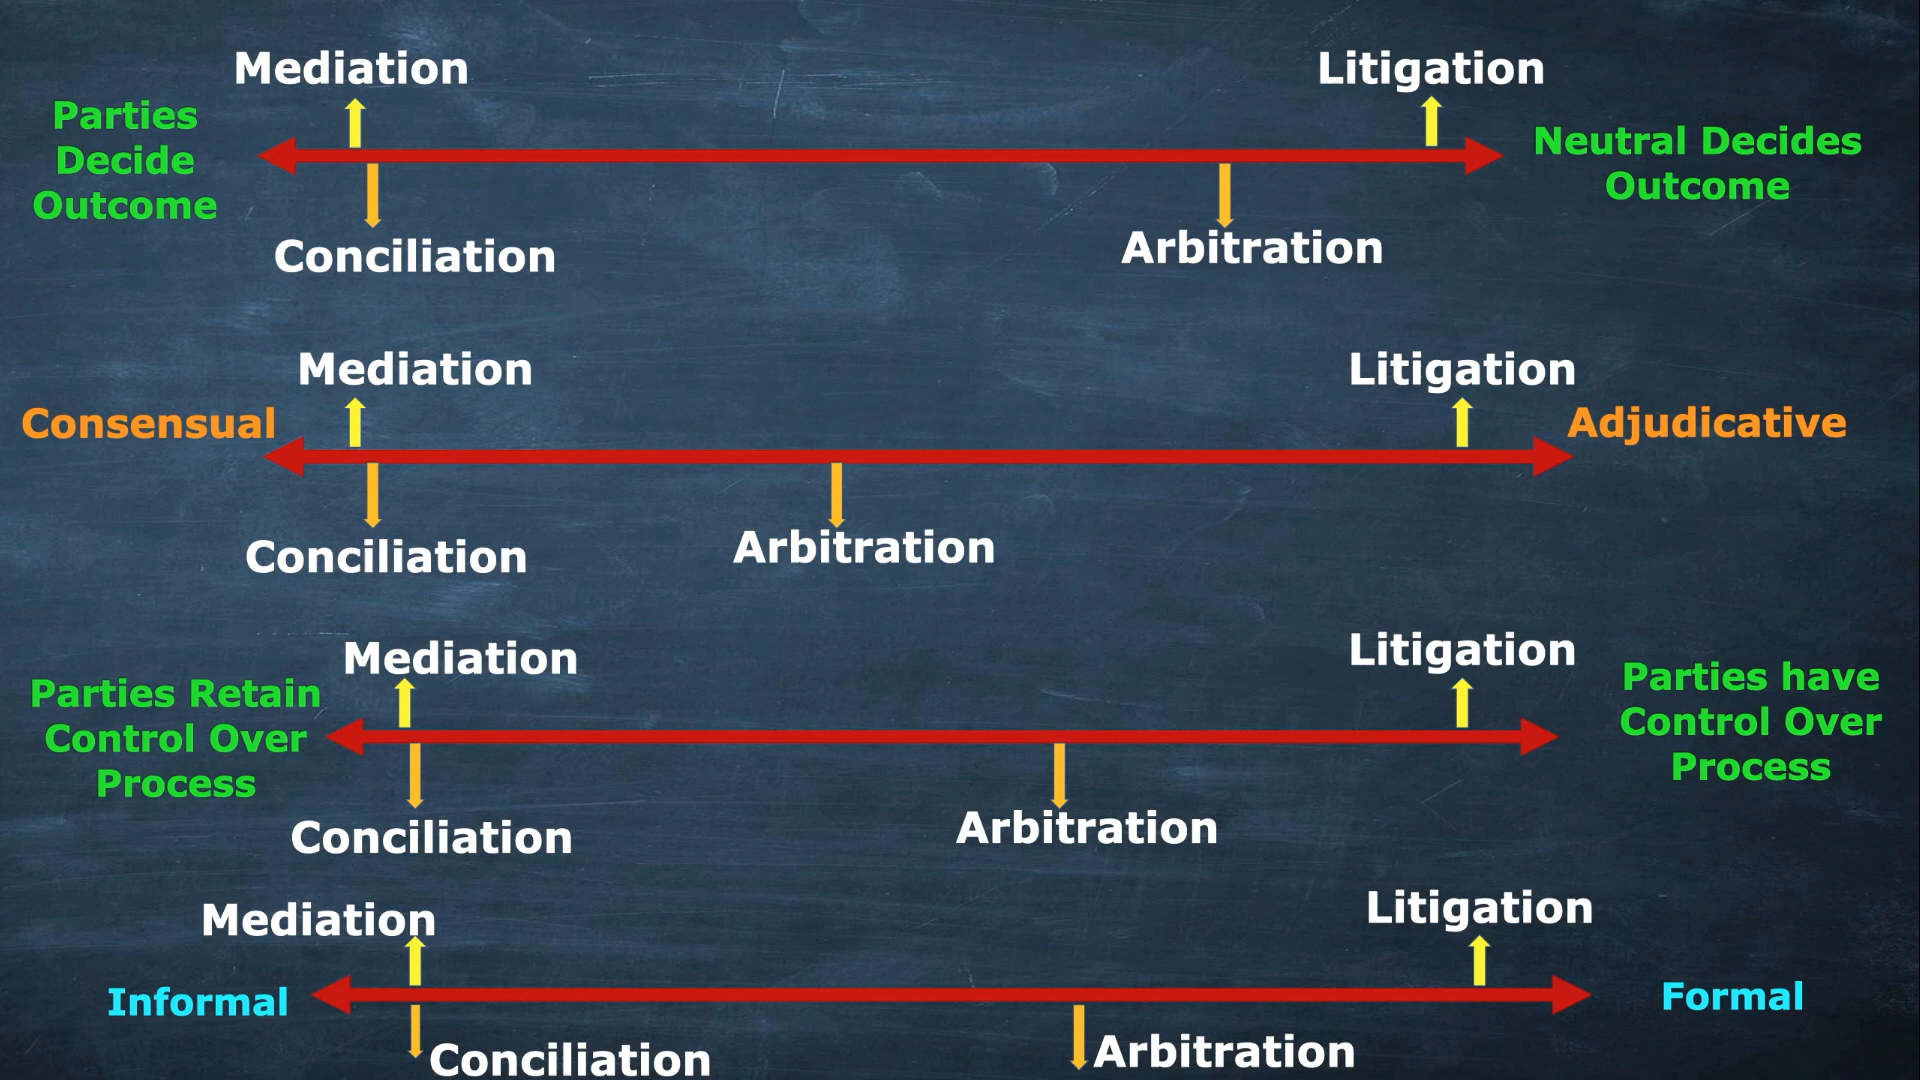 Mediation
Litigation
Parties
Decide
Outcome
Neutral Decides
Outcome
Conciliation
Arbitration
Mediation
Litigation
Consensual
Adjudicative
Conciliation
Arbitration
Mediation
Litigation
Parties Retain
Control Over
Process
Parties have
Control Over
Process
Conciliation
Arbitration
Mediation
Litigation
Informal
Formal
Conciliation
Arbitration